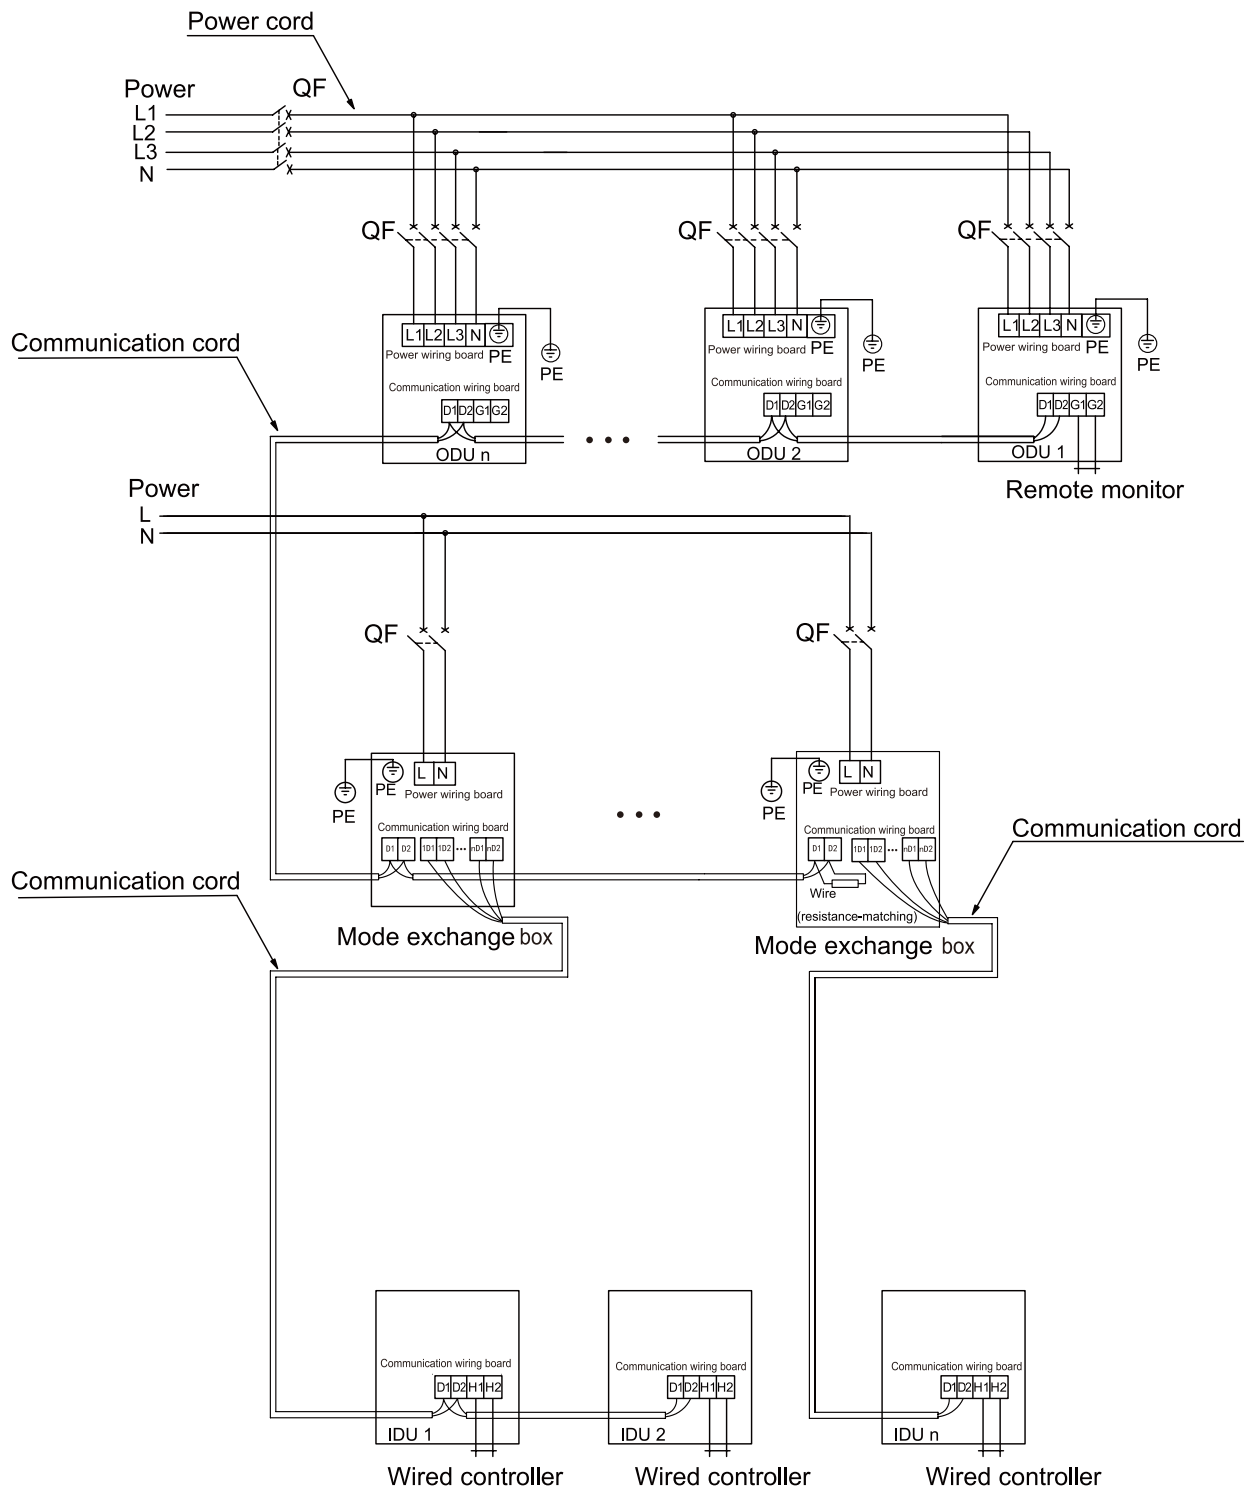 Power cord
Power QF
L1
L2
L3
N
QF QF QF
L1 L2 L3 N L1 L2 L3 N L1 L2 L3 N
Power wiring board PE PE Power wiring board PE PE Power wiring board PE PE
Communication cord
Communication wiring board Communication wiring board Communication wiring board
D1 D2 G1 G2 D1 D2 G1 G2 D1 D2 G1 G2
ODU n ODU 2 ODU 1
Remote monitor
Power
L
N
QF QF
L N L N
PE PE Power wiring board PE PE Power wiring board
Communication wiring board Communication wiring board
Communication cord
D1 D2 1D1 1D2 ••• nD1 nD2 D1 D2 1D1 1D2 ••• nD1 nD2
Communication cord
Wire
(resistance-matching)
Mode exchange box Mode exchange box
Communication wiring board Communication wiring board Communication wiring board
D1 D2 H1 H2 D1 D2 H1 H2 D1 D2 H1 H2
IDU 1 IDU 2 IDU n
Wired controller Wired controller Wired controller